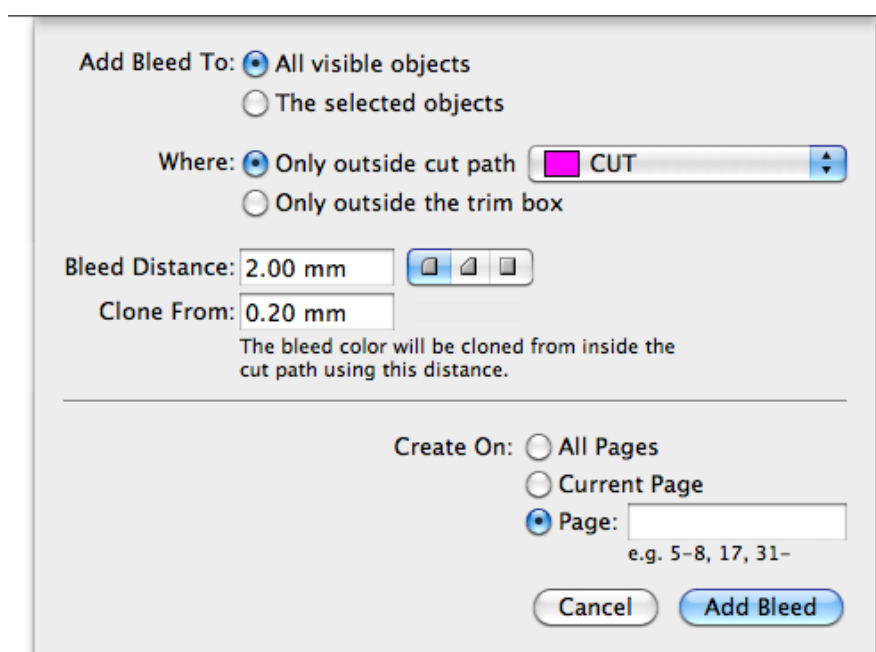 Add Bleed To: All visible objects
The selected objects
Where: Only outside cut path CUT
Only outside the trim box
Bleed Distance: 2.00 mm
Clone From: 0.20 mm
The bleed color will be cloned from inside the
cut path using this distance.
Create On: All Pages
Current Page
Page:
e.g. 5–8, 17, 31–
Cancel Add Bleed